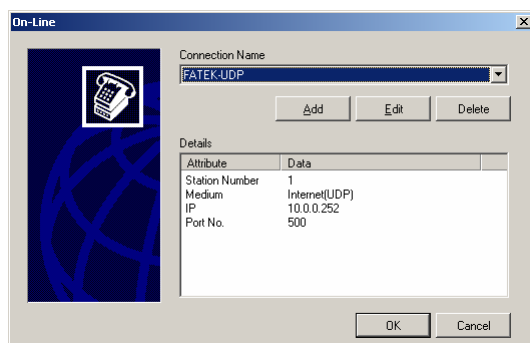 On-Line
Connection Name
FATEK-UDP
Add Edit Delete
Details
Attribute Data
Station Number 1
Medium Internet(UDP)
IP 10.0.0.252
Port No. 500
OK Cancel